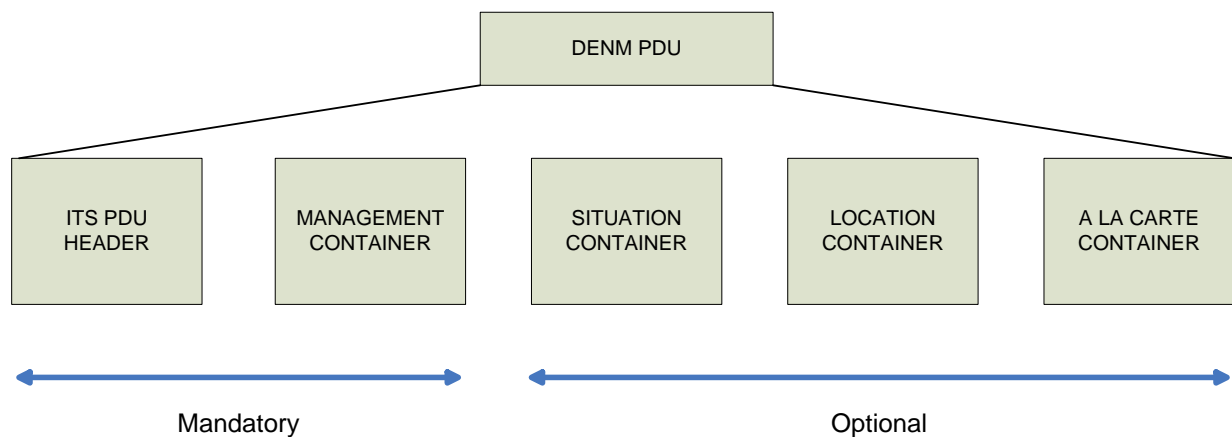 DENM PDU
ITS PDU
HEADER
MANAGEMENT
CONTAINER
SITUATION
CONTAINER
LOCATION
CONTAINER
A LA CARTE
CONTAINER
Mandatory
Optional